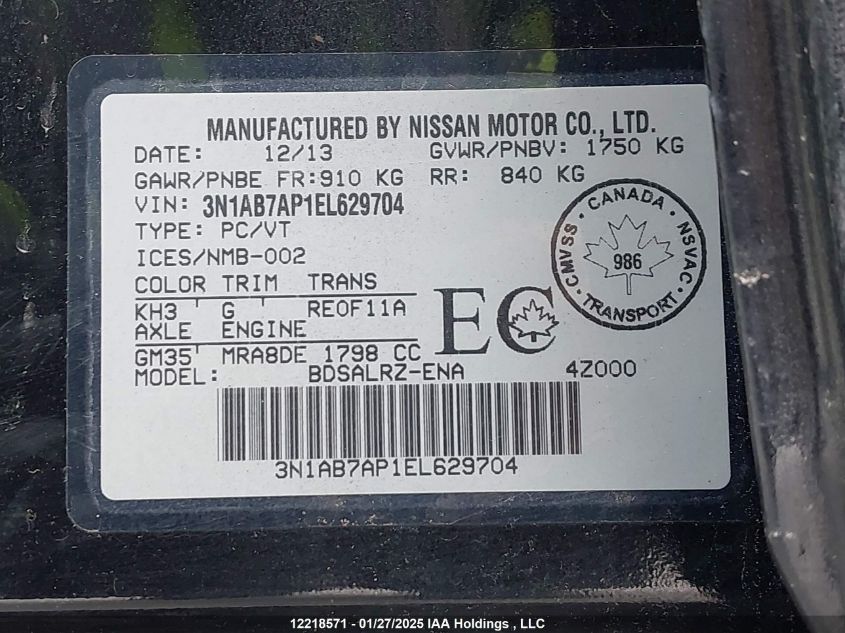 MANUFACTURED BY NISSAN MOTOR CO., LTD.
DATE: 12/13 GVWR/PNBV: 1750 KG
GAWR/PNBE FR:910 KG RR: 840 KG
VIN: 3N1AB7AP1EL629704
TYPE: PC/VT
ICES/NMB-002
COLOR TRIM TRANS
KH3 ' G ' RE0F11A
AXLE ENGINE
GM35' MRA8DE 1798 CC
MODEL: BDSALRZ-ENA 4Z000
3N1AB7AP1EL629704
EC
CANADA
CMVSS • NSVAC
986
TRANSPORT
12218571 - 01/27/2025 IAA Holdings , LLC